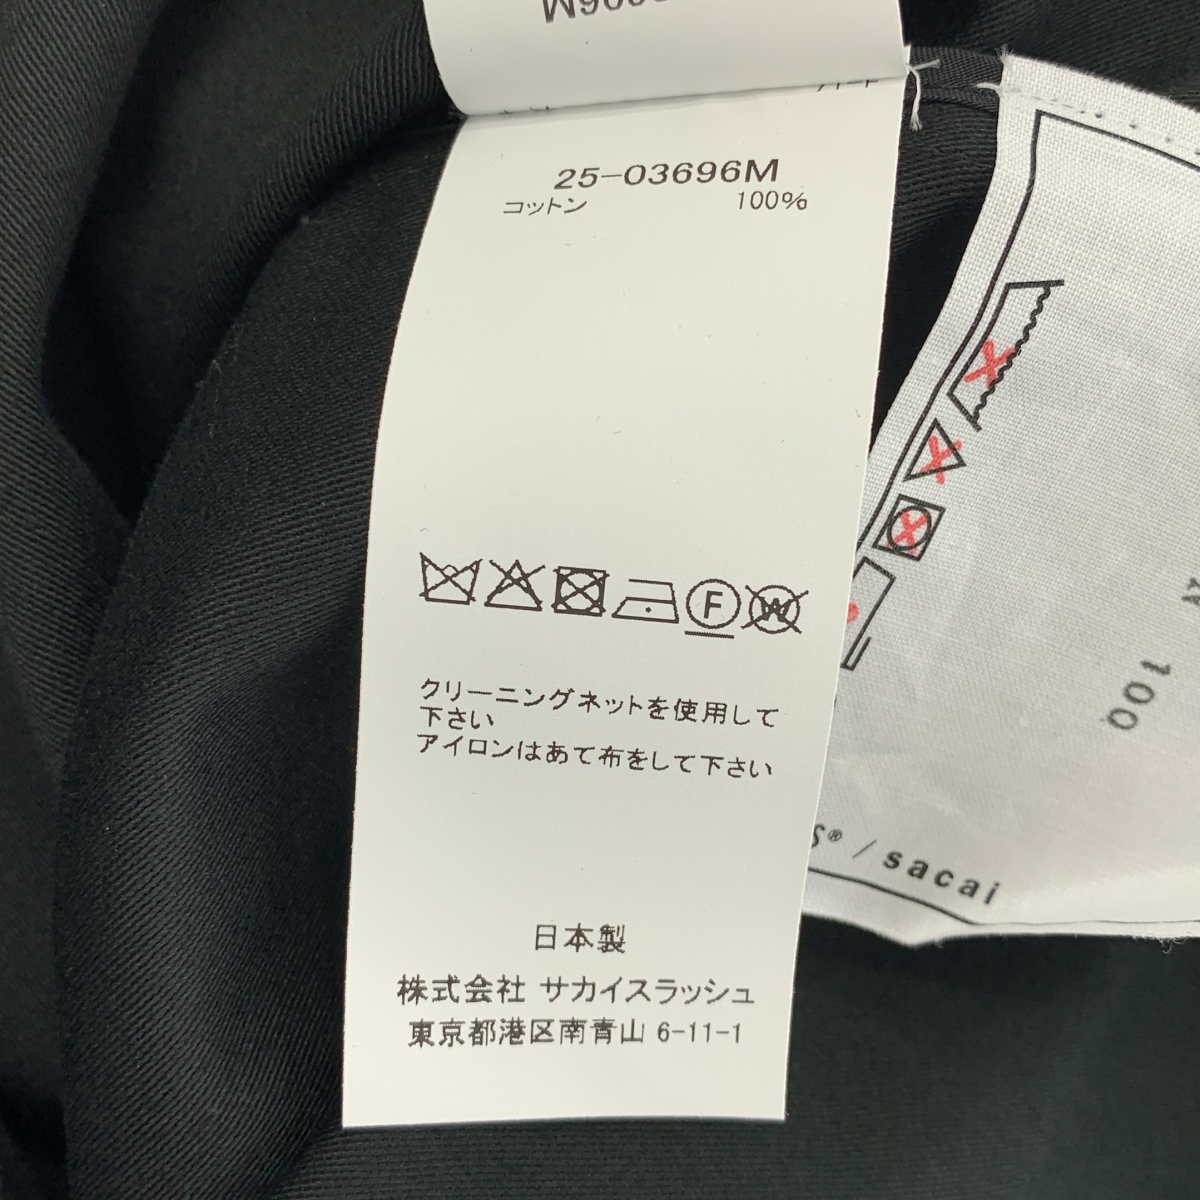 25-03696M
コットン 100%
F
W
クリーニングネットを使用して
下さい
アイロンはあて布をして下さい
日本製
株式会社 サカイスラッシュ
東京都港区南青山 6-11-1
100
S® / sacai